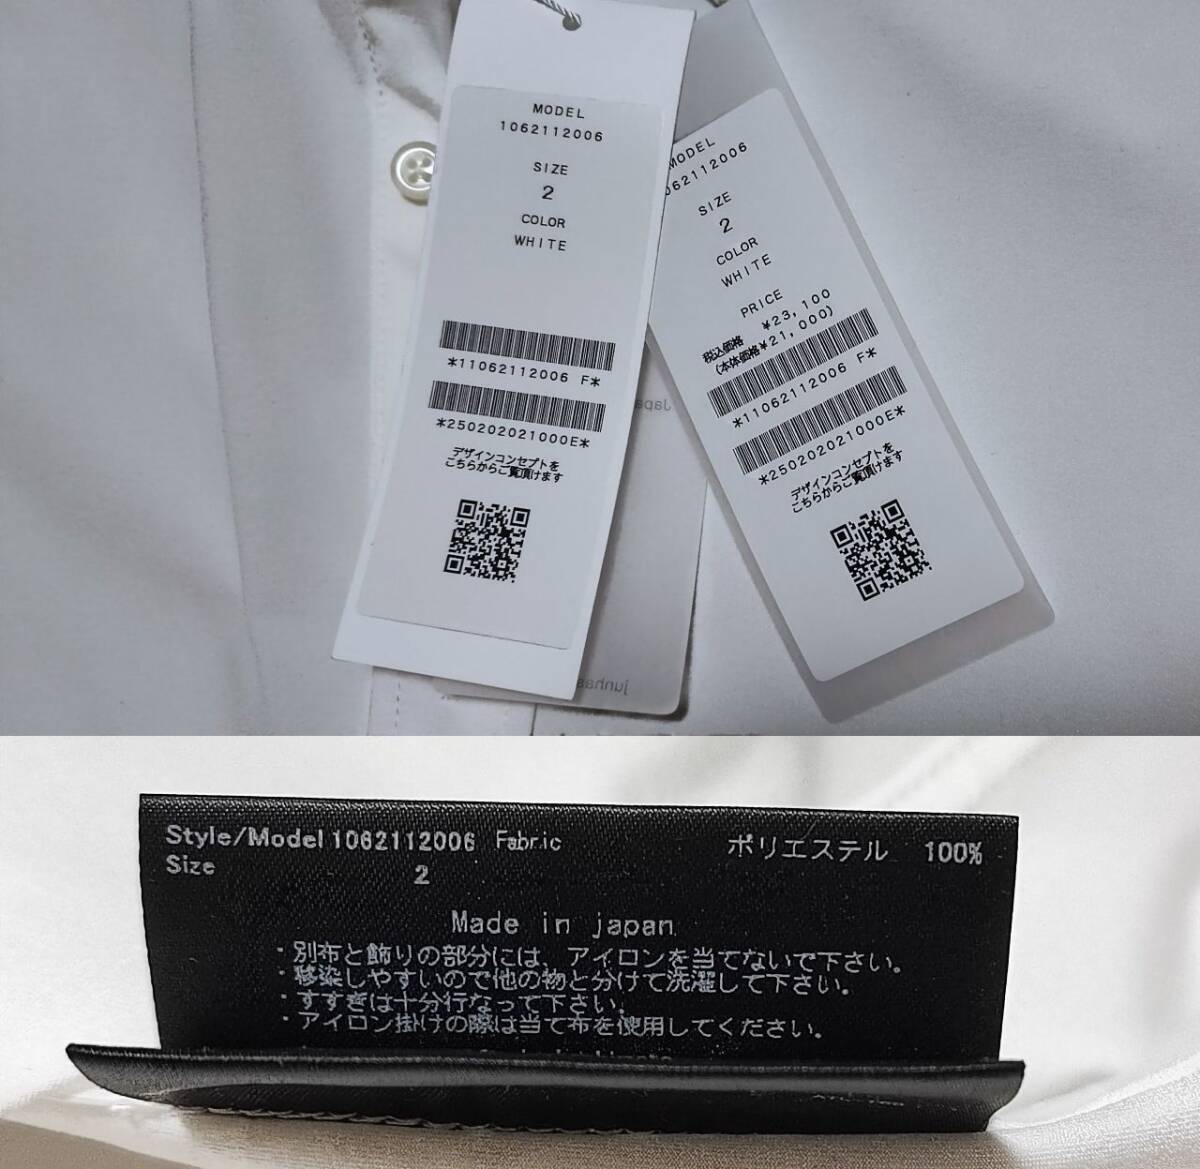 MODEL
1062112006
SIZE
2
COLOR
WHITE
*11062112006 F*
*250202021000E*
デザインコンセプトを
こちらからご覧頂けます
MODEL
062112006
SIZE
2
COLOR
WHITE
PRICE
¥23,100
税込価格
(本体価格¥21,000)
*11062112006 F*
*250202021000E*
デザインコンセプトを
こちらからご覧頂けます
Japa
junhas
Style/Model 1062112006 Fabric ポリエステル 100%
Size 2
Made in japan
・別布と飾りの部分には、アイロンを当てないで下さい。
・移染しやすいので他の物と分けて洗濯して下さい。
・すすぎは十分行なって下さい。
・アイロン掛けの際は当て布を使用してください。